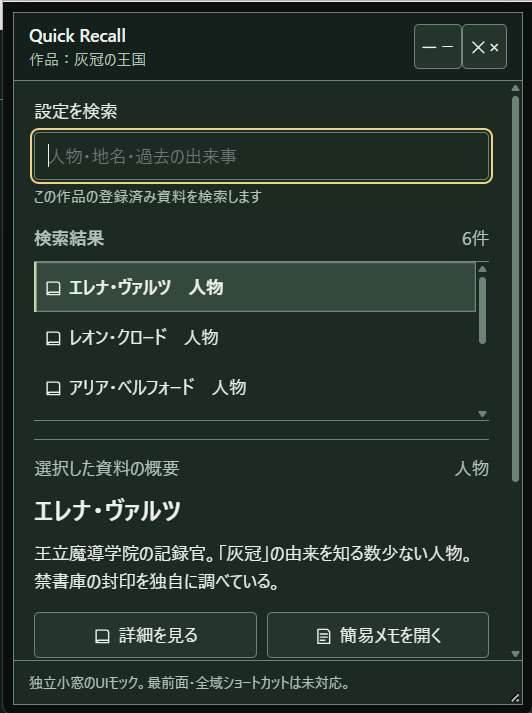 Quick Recall
作品：灰冠の王国
— −
× ×
設定を検索
人物・地名・過去の出来事
この作品の登録済み資料を検索します
検索結果 6件
エレナ・ヴァルツ 人物
レオン・クロード 人物
アリア・ベルフォード 人物
選択した資料の概要 人物
エレナ・ヴァルツ
王立魔導学院の記録官。「灰冠」の由来を知る数少ない人物。
禁書庫の封印を独自に調べている。
詳細を見る 簡易メモを開く
独立小窓のUIモック。最前面・全域ショートカットは未対応。